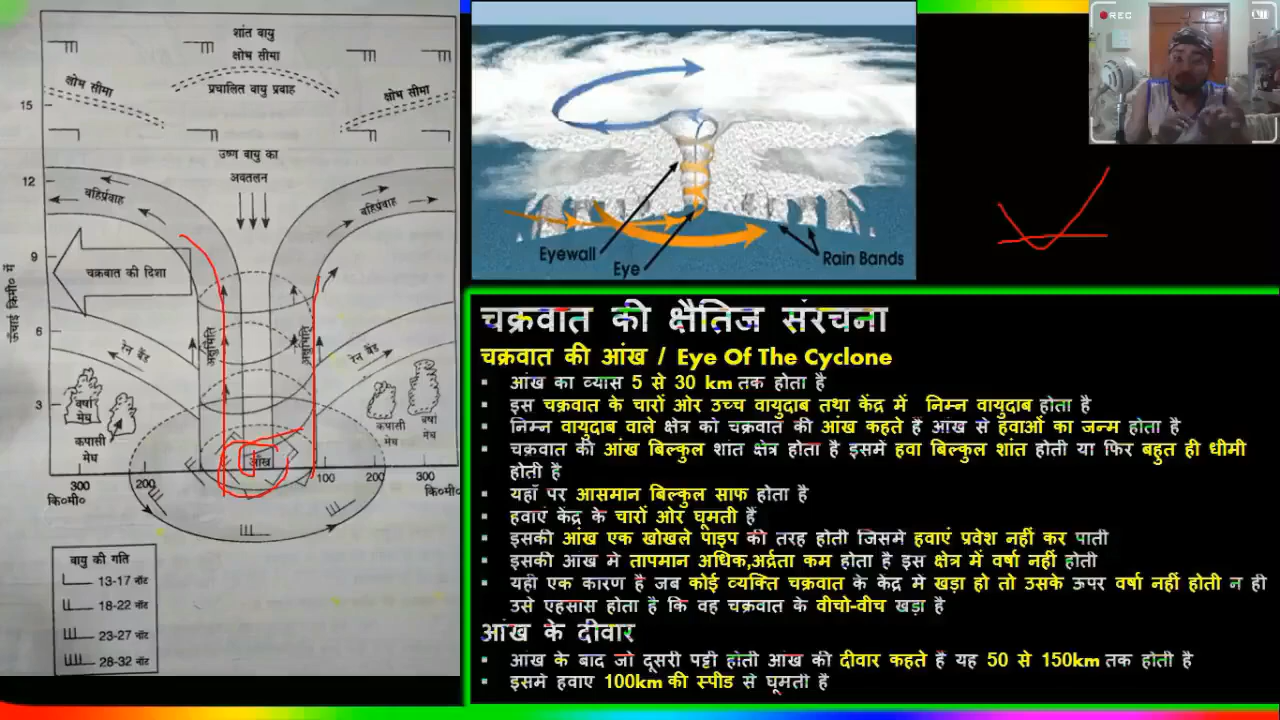 शांत वायु
क्षोभ सीमा
प्रचालित वायु प्रवाह
क्षोभ सीमा
क्षोभ सीमा
15
उष्ण वायु का
अवतलन
12
बहिर्प्रवाह
बहिर्प्रवाह
9
चक्रवात की दिशा
ऊँचाई कि०मी० में
6
रेन बैंड
रेन बैंड
3
वर्षा
मेघ
कपासी
मेघ
कपासी
मेघ
वर्षा
मेघ
आँख
300
200
100
200
300
कि०मी०
कि०मी०
वायु की गति
13-17 नॉट
18-22 नॉट
23-27 नॉट
28-32 नॉट
Eyewall
Eye
Rain Bands
REC
चक्रवात की क्षैतिज संरचना
चक्रवात की आंख / Eye Of The Cyclone
▪ आंख का व्यास 5 से 30 km तक होता है
▪ इस चक्रवात के चारों ओर उच्च वायुदाब तथा केंद्र में निम्न वायुदाब होता है
▪ निम्न वायुदाब वाले क्षेत्र को चक्रवात की आंख कहते हैं आंख से हवाओं का जन्म होता है
▪ चक्रवात की आंख बिल्कुल शांत क्षेत्र होता है इसमें हवा बिल्कुल शांत होती या फिर बहुत ही धीमी
होती है
▪ यहाँ पर आसमान बिल्कुल साफ होता है
▪ हवाएं केंद्र के चारों ओर घूमती हैं
▪ इसकी आंख एक खोखले पाइप की तरह होती जिसमे हवाएं प्रवेश नहीं कर पाती
▪ इसकी आंख मे तापमान अधिक,अर्द्रता कम होता है इस क्षेत्र में वर्षा नहीं होती
▪ यही एक कारण है जब कोई व्यक्ति चक्रवात के केंद्र में खड़ा हो तो उसके ऊपर वर्षा नहीं होती न ही
उसे एहसास होता है कि वह चक्रवात के वीचो-वीच खड़ा है
आंख के दीवार
▪ आंख के बाद जो दूसरी पट्टी होती आंख की दीवार कहते हैं यह 50 से 150km तक होती है
▪ इसमे हवाए 100km की स्पीड से घूमती हैं